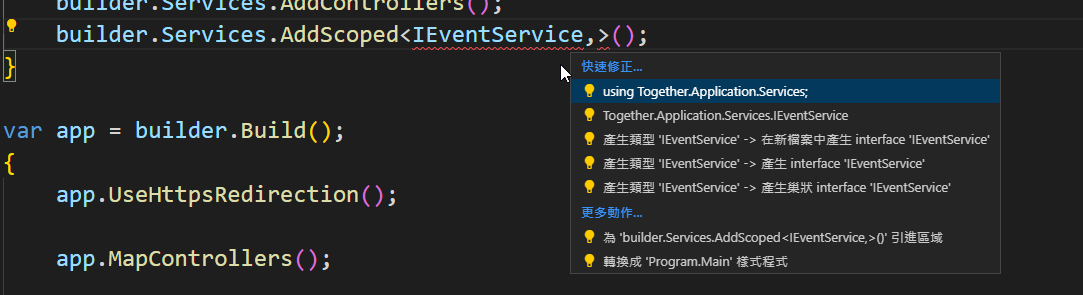 builder.Services.AddControllers();
builder.Services.AddScoped<IEventService,>();
}
快速修正...
using Together.Application.Services;
Together.Application.Services.IEventService
產生類型 'IEventService' -> 在新檔案中產生 interface 'IEventService'
產生類型 'IEventService' -> 產生 interface 'IEventService'
產生類型 'IEventService' -> 產生巢狀 interface 'IEventService'
更多動作...
為 'builder.Services.AddScoped<IEventService,>()' 引進區域
轉換成 'Program.Main' 樣式程式
var app = builder.Build();
{
app.UseHttpsRedirection();
app.MapControllers();